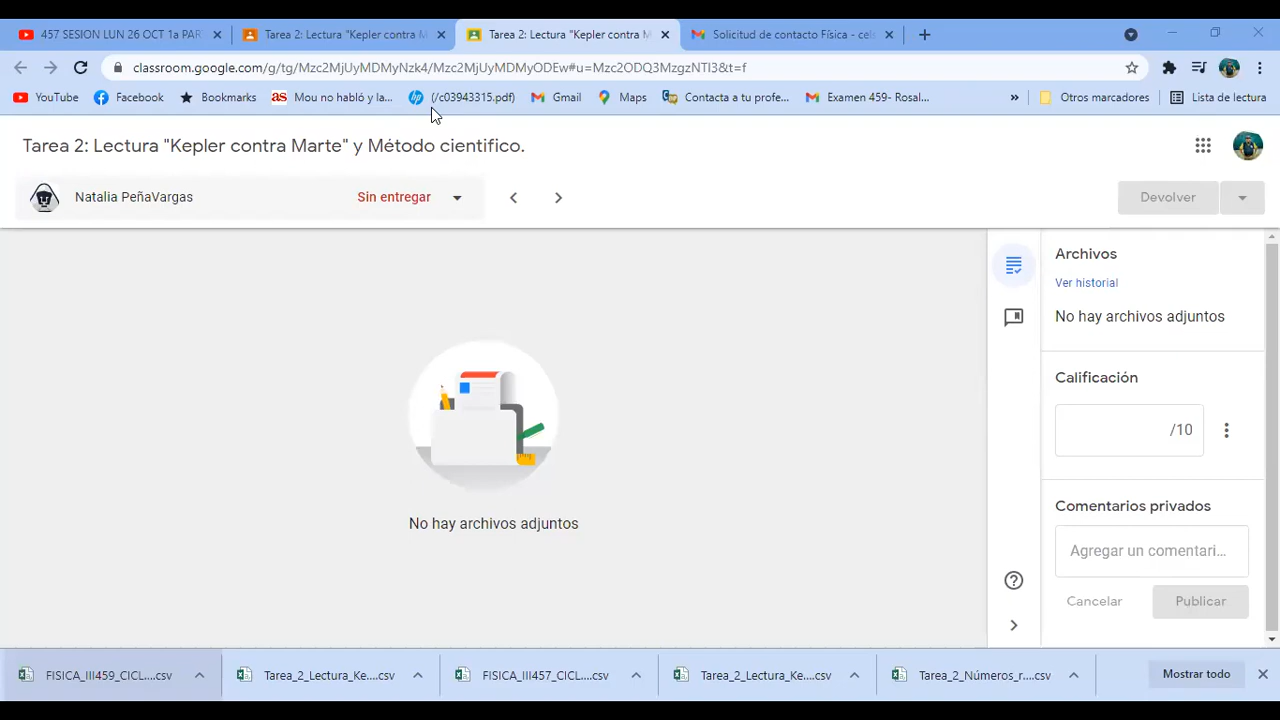 457 SESION LUN 26 OCT 1a PAR
Tarea 2: Lectura "Kepler contra M
Tarea 2: Lectura "Kepler contra M
Solicitud de contacto Física - cel
classroom.google.com/g/tg/Mzc2MjUyMDMyNzk4/Mzc2MjUyMDMyODEw#u=Mzc2ODQ3MzgzNTI3&t=f
YouTube
Facebook
Bookmarks
Mou no habló y la...
(/c03943315.pdf)
Gmail
Maps
Contacta a tu profe...
Examen 459- Rosal...
»
Otros marcadores
Lista de lectura
Tarea 2: Lectura "Kepler contra Marte" y Método cientifico.
Natalia PeñaVargas
Sin entregar
Devolver
Archivos
Ver historial
No hay archivos adjuntos
Calificación
/10
No hay archivos adjuntos
Comentarios privados
Agregar un comentari...
Cancelar
Publicar
FISICA_III459_CICL....csv
Tarea_2_Lectura_Ke....csv
FISICA_III457_CICL....csv
Tarea_2_Lectura_Ke....csv
Tarea_2_Números_r....csv
Mostrar todo